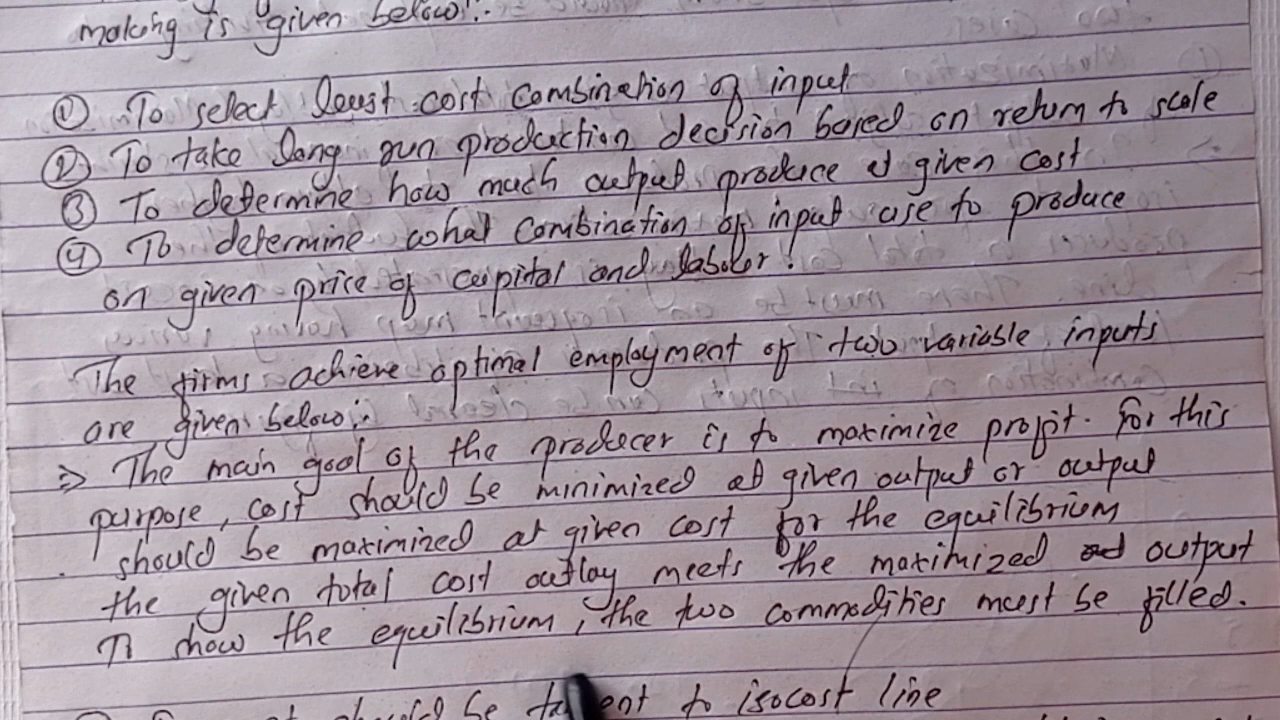 making is given below:
① To select least cost combination of input
② To take long run production decision based on return to scale
③ To determine how much output produce at given cost
④ To determine what combination of input use to produce
on given price of capital and labolor.
The firms achieve optimal employment of two variable inputs
are given below:
⇒ The main goal of the producer is to maximize profit. For this
purpose, cost should be minimized at given output or output
should be maximized at given cost for the equilibrium
the given total cost outlay meets the maximized output
To show the equilibrium, the two commodities must be filled.
should be to isocost line